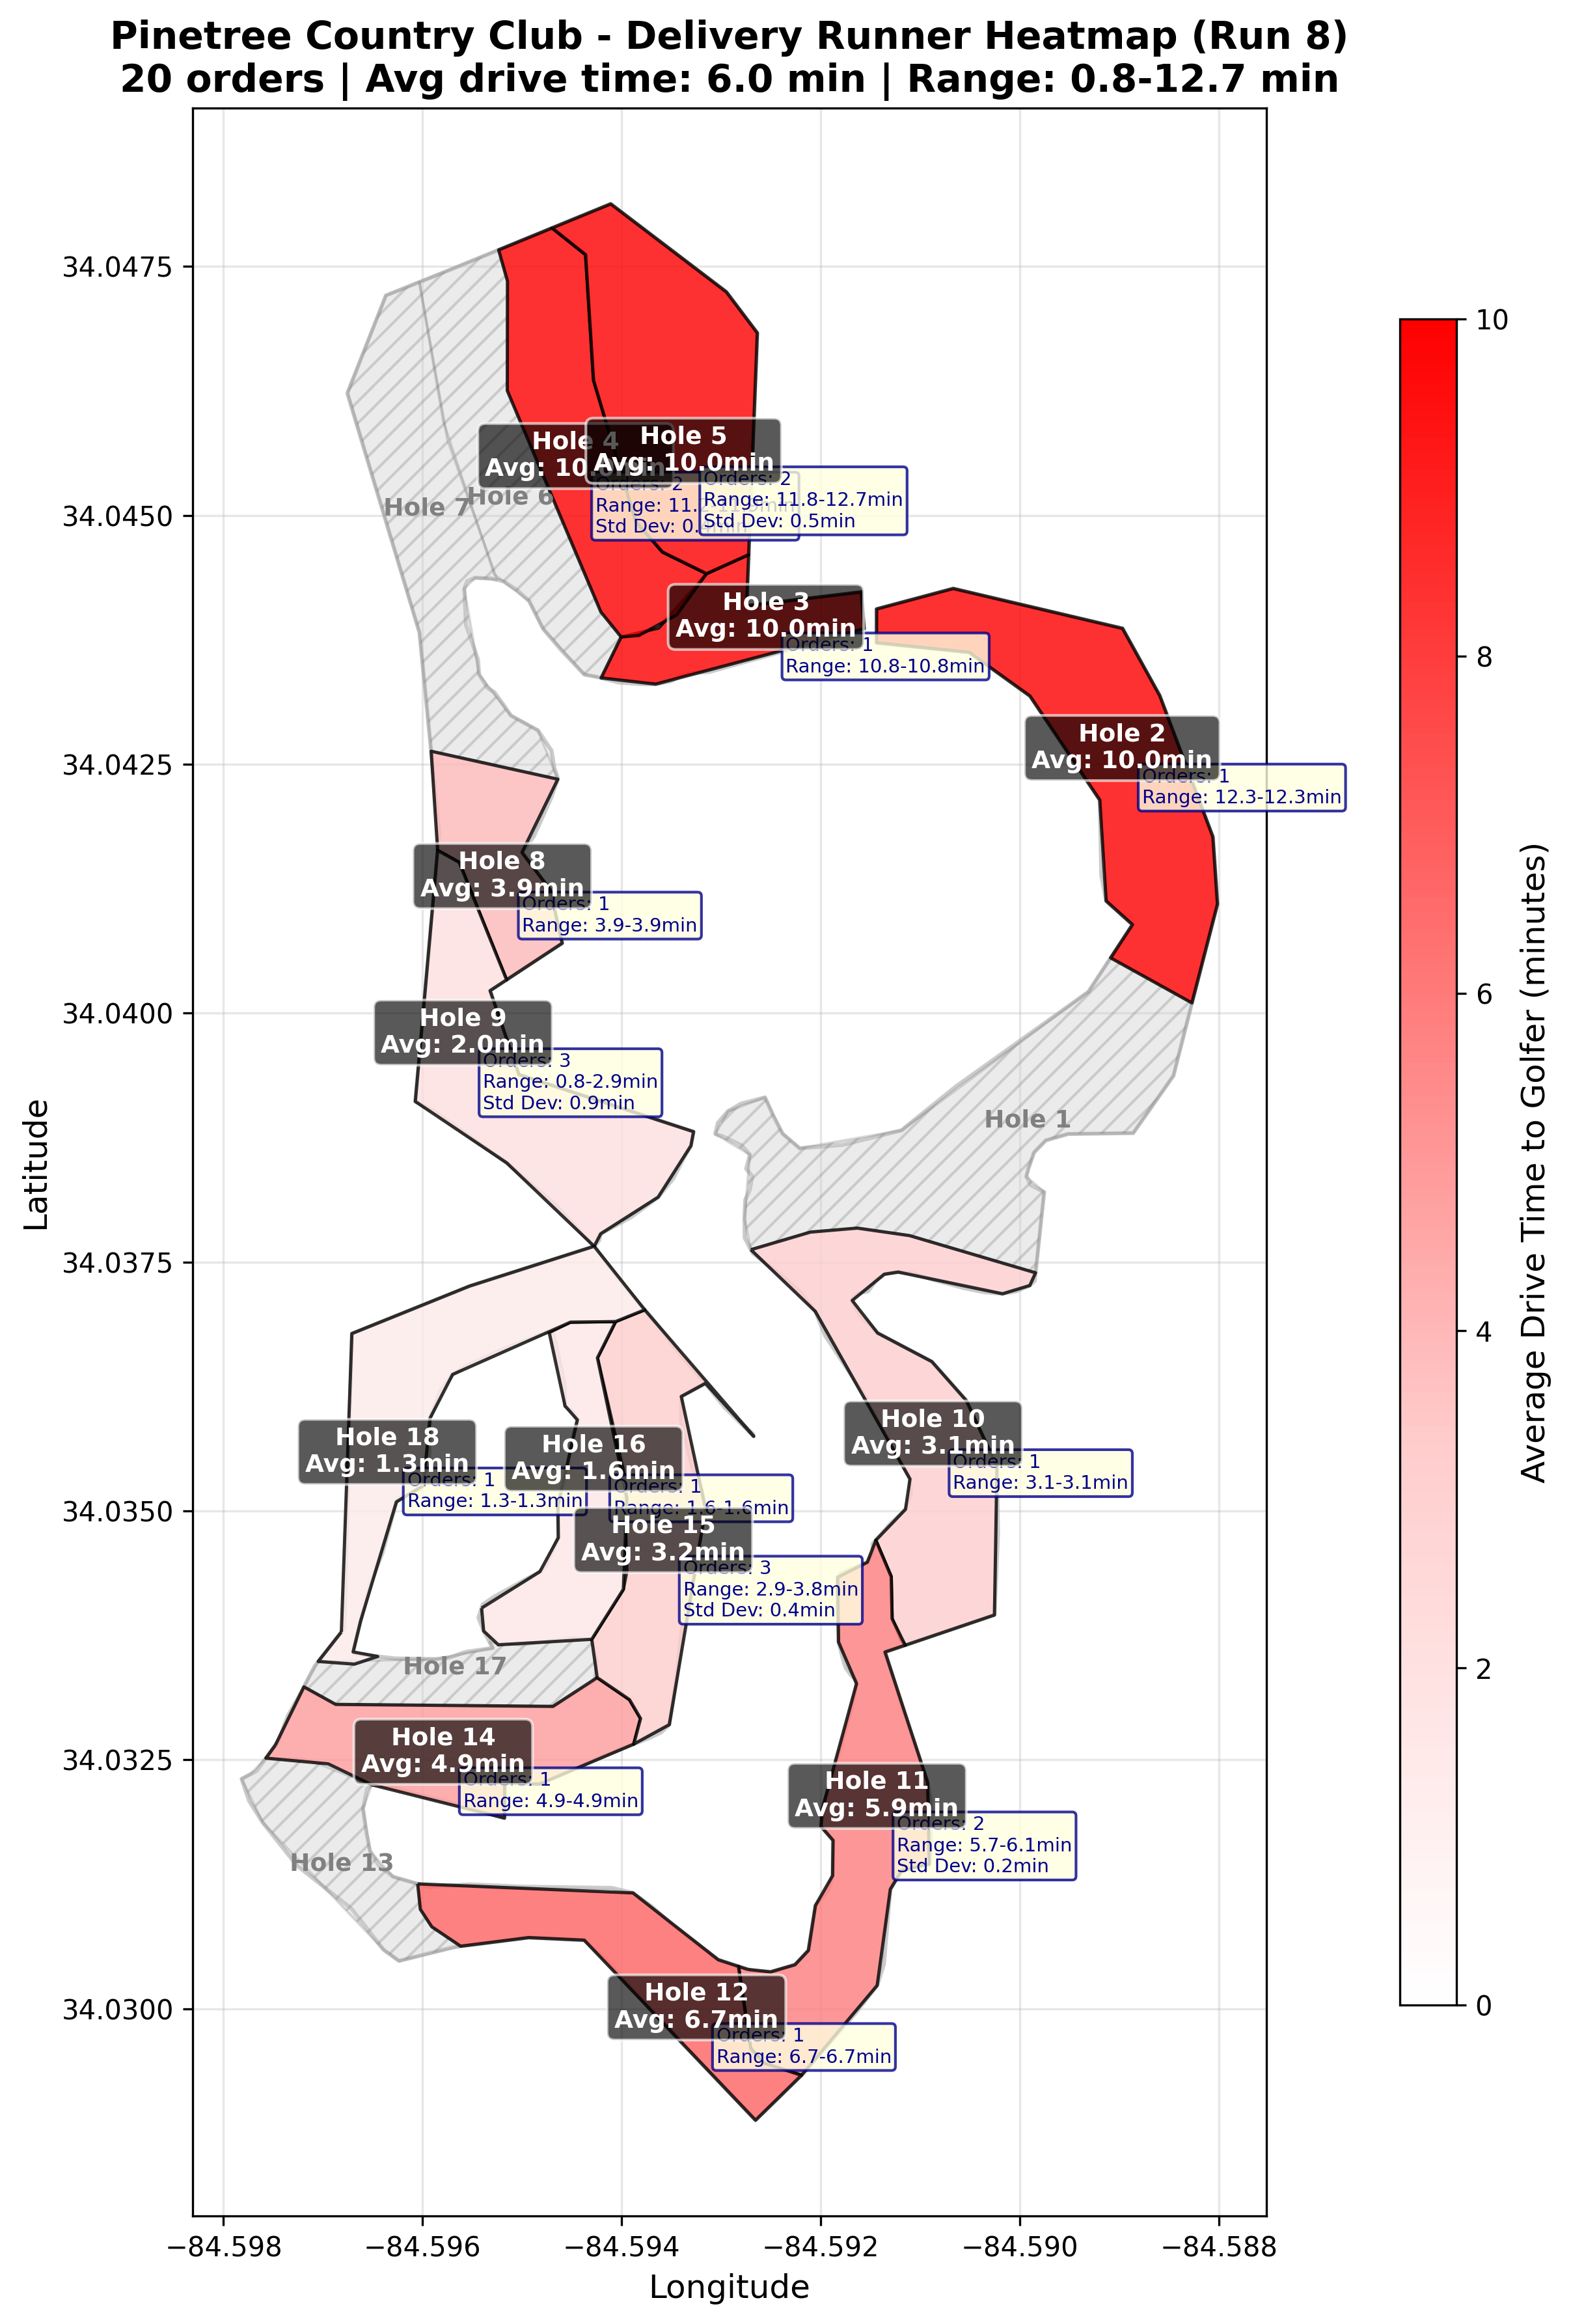 Pinetree Country Club - Delivery Runner Heatmap (Run 8)
20 orders | Avg drive time: 6.0 min | Range: 0.8-12.7 min
34.0475
34.0450
34.0425
34.0400
34.0375
34.0350
34.0325
34.0300
Latitude
−84.598
−84.596
−84.594
−84.592
−84.590
−84.588
Longitude
Hole 4
Avg: 10.0min
Orders: 2
Range: 11.2-11.9min
Std Dev:
Hole 5
Avg: 10.0min
Orders: 2
Range: 11.8-12.7min
Std Dev: 0.5min
Hole 7
Hole 6
Hole 3
Avg: 10.0min
Orders: 1
Range: 10.8-10.8min
Hole 2
Avg: 10.0min
Orders: 1
Range: 12.3-12.3min
Hole 8
Avg: 3.9min
Orders: 1
Range: 3.9-3.9min
Hole 9
Avg: 2.0min
Orders: 3
Range: 0.8-2.9min
Std Dev: 0.9min
Hole 1
Hole 10
Avg: 3.1min
Orders: 1
Range: 3.1-3.1min
Hole 18
Avg: 1.3min
Orders: 1
Range: 1.3-1.3min
Hole 16
Avg: 1.6min
Orders: 1
Range: 1.6-1.6min
Hole 15
Avg: 3.2min
Orders: 3
Range: 2.9-3.8min
Std Dev: 0.4min
Hole 17
Hole 14
Avg: 4.9min
Orders: 1
Range: 4.9-4.9min
Hole 11
Avg: 5.9min
Orders: 2
Range: 5.7-6.1min
Std Dev: 0.2min
Hole 13
Hole 12
Avg: 6.7min
Orders: 1
Range: 6.7-6.7min
10
8
6
4
2
0
Average Drive Time to Golfer (minutes)